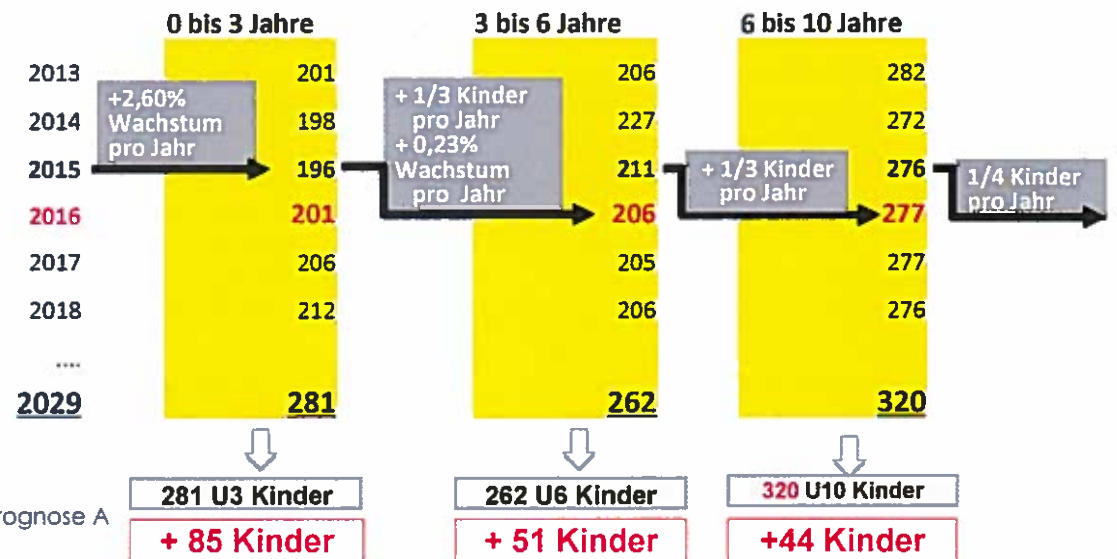 0 bis 3 Jahre 3 bis 6 Jahre 6 bis 10 Jahre
2013 201 206 282
+2,60%
Wachstum
pro Jahr
+ 1/3 Kinder
pro Jahr
+ 0,23%
Wachstum
pro Jahr
2014 198 227 272
2015 196 211 276
+ 1/3 Kinder
pro Jahr
1/4 Kinder
pro Jahr
2016 201 206 277
2017 206 205 277
2018 212 206 276
....
2029 281 262 320
281 U3 Kinder 262 U6 Kinder 320 U10 Kinder
rognose A
+ 85 Kinder + 51 Kinder +44 Kinder